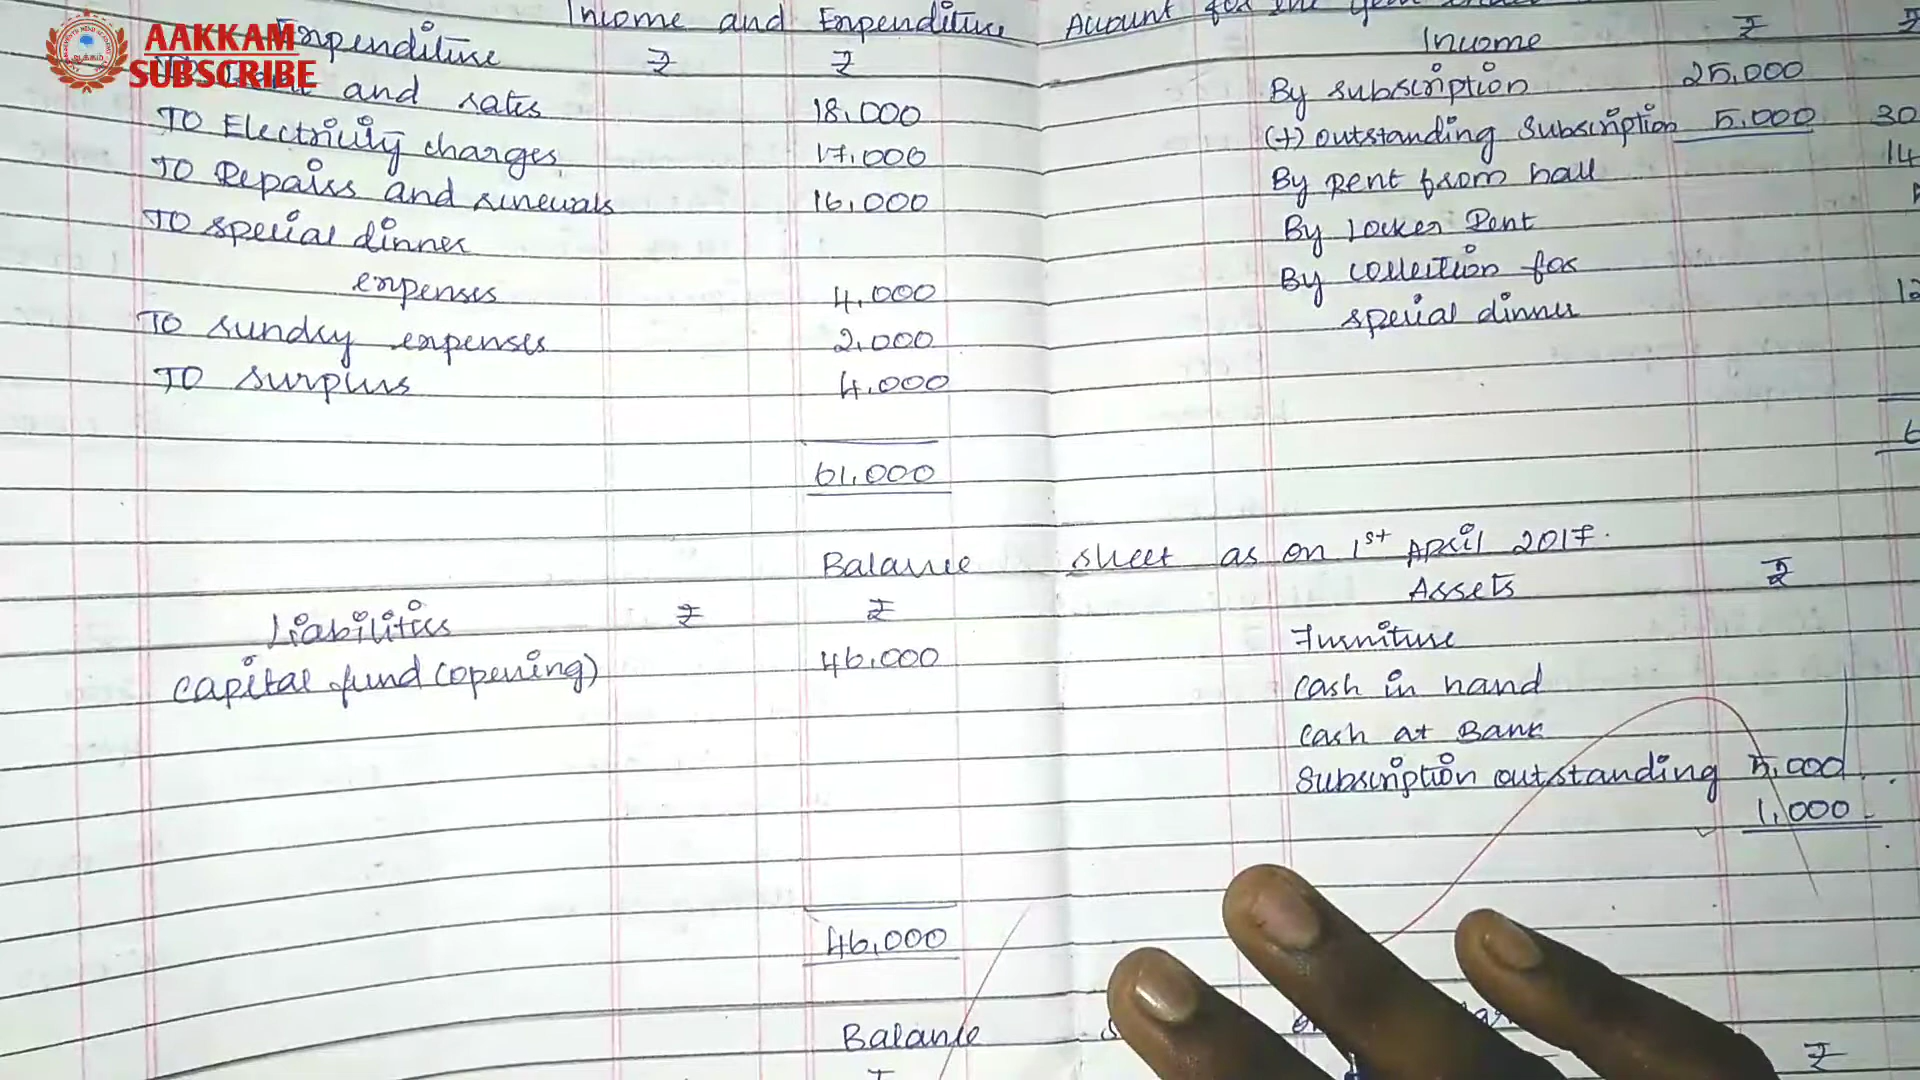 AAKKAM
SUBSCRIBE
Income and Expenditure Account for the year
Expenditure ₹ ₹
and rates 18,000
To Electricity charges 17,000
To Repairs and renewals 16,000
To special dinner
expenses 4,000
To sundry expenses 2,000
To surplus 4,000
61,000
Income ₹ ₹
By subscription 25,000
(+) outstanding subscription 5,000 30
By Rent from hall 14
By Locker Rent
By collection for
special dinner 12
6
Balance sheet as on 1st April 2017.
Liabilities ₹ ₹
capital fund (opening) 46,000
46,000
Assets ₹
Furniture
cash in hand
cash at Bank
Subscription outstanding 5,000
1,000
Balance
₹